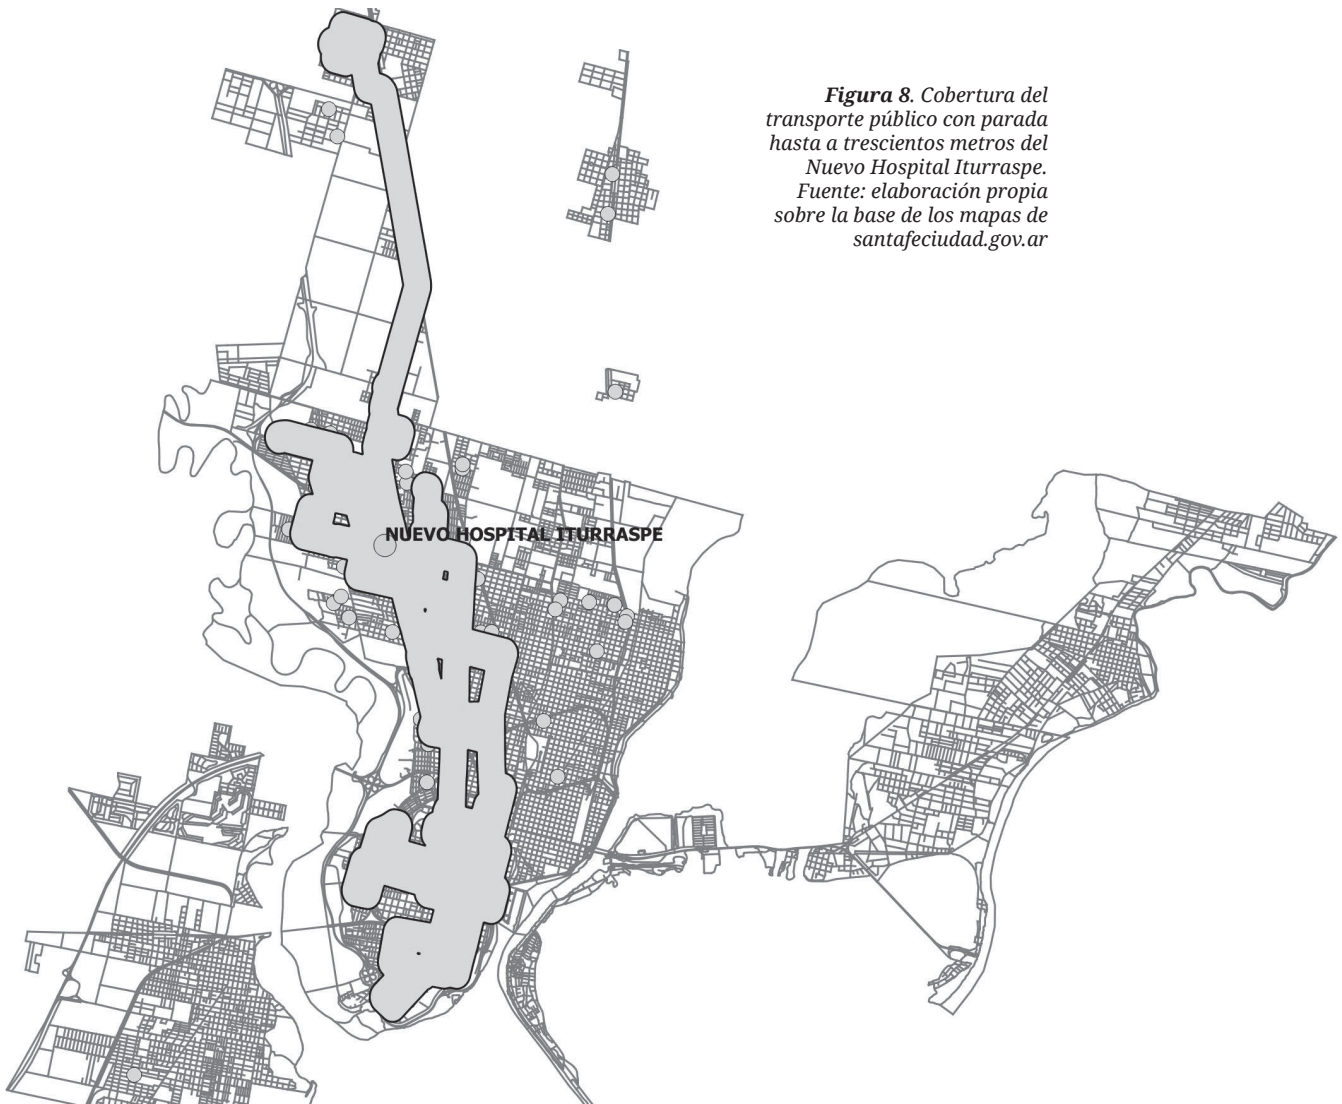 Figura 8. Cobertura del
transporte público con parada
hasta a trescientos metros del
Nuevo Hospital Iturraspe.
Fuente: elaboración propia
sobre la base de los mapas de
santafeciudad.gov.ar
NUEVO HOSPITAL ITURRASPE